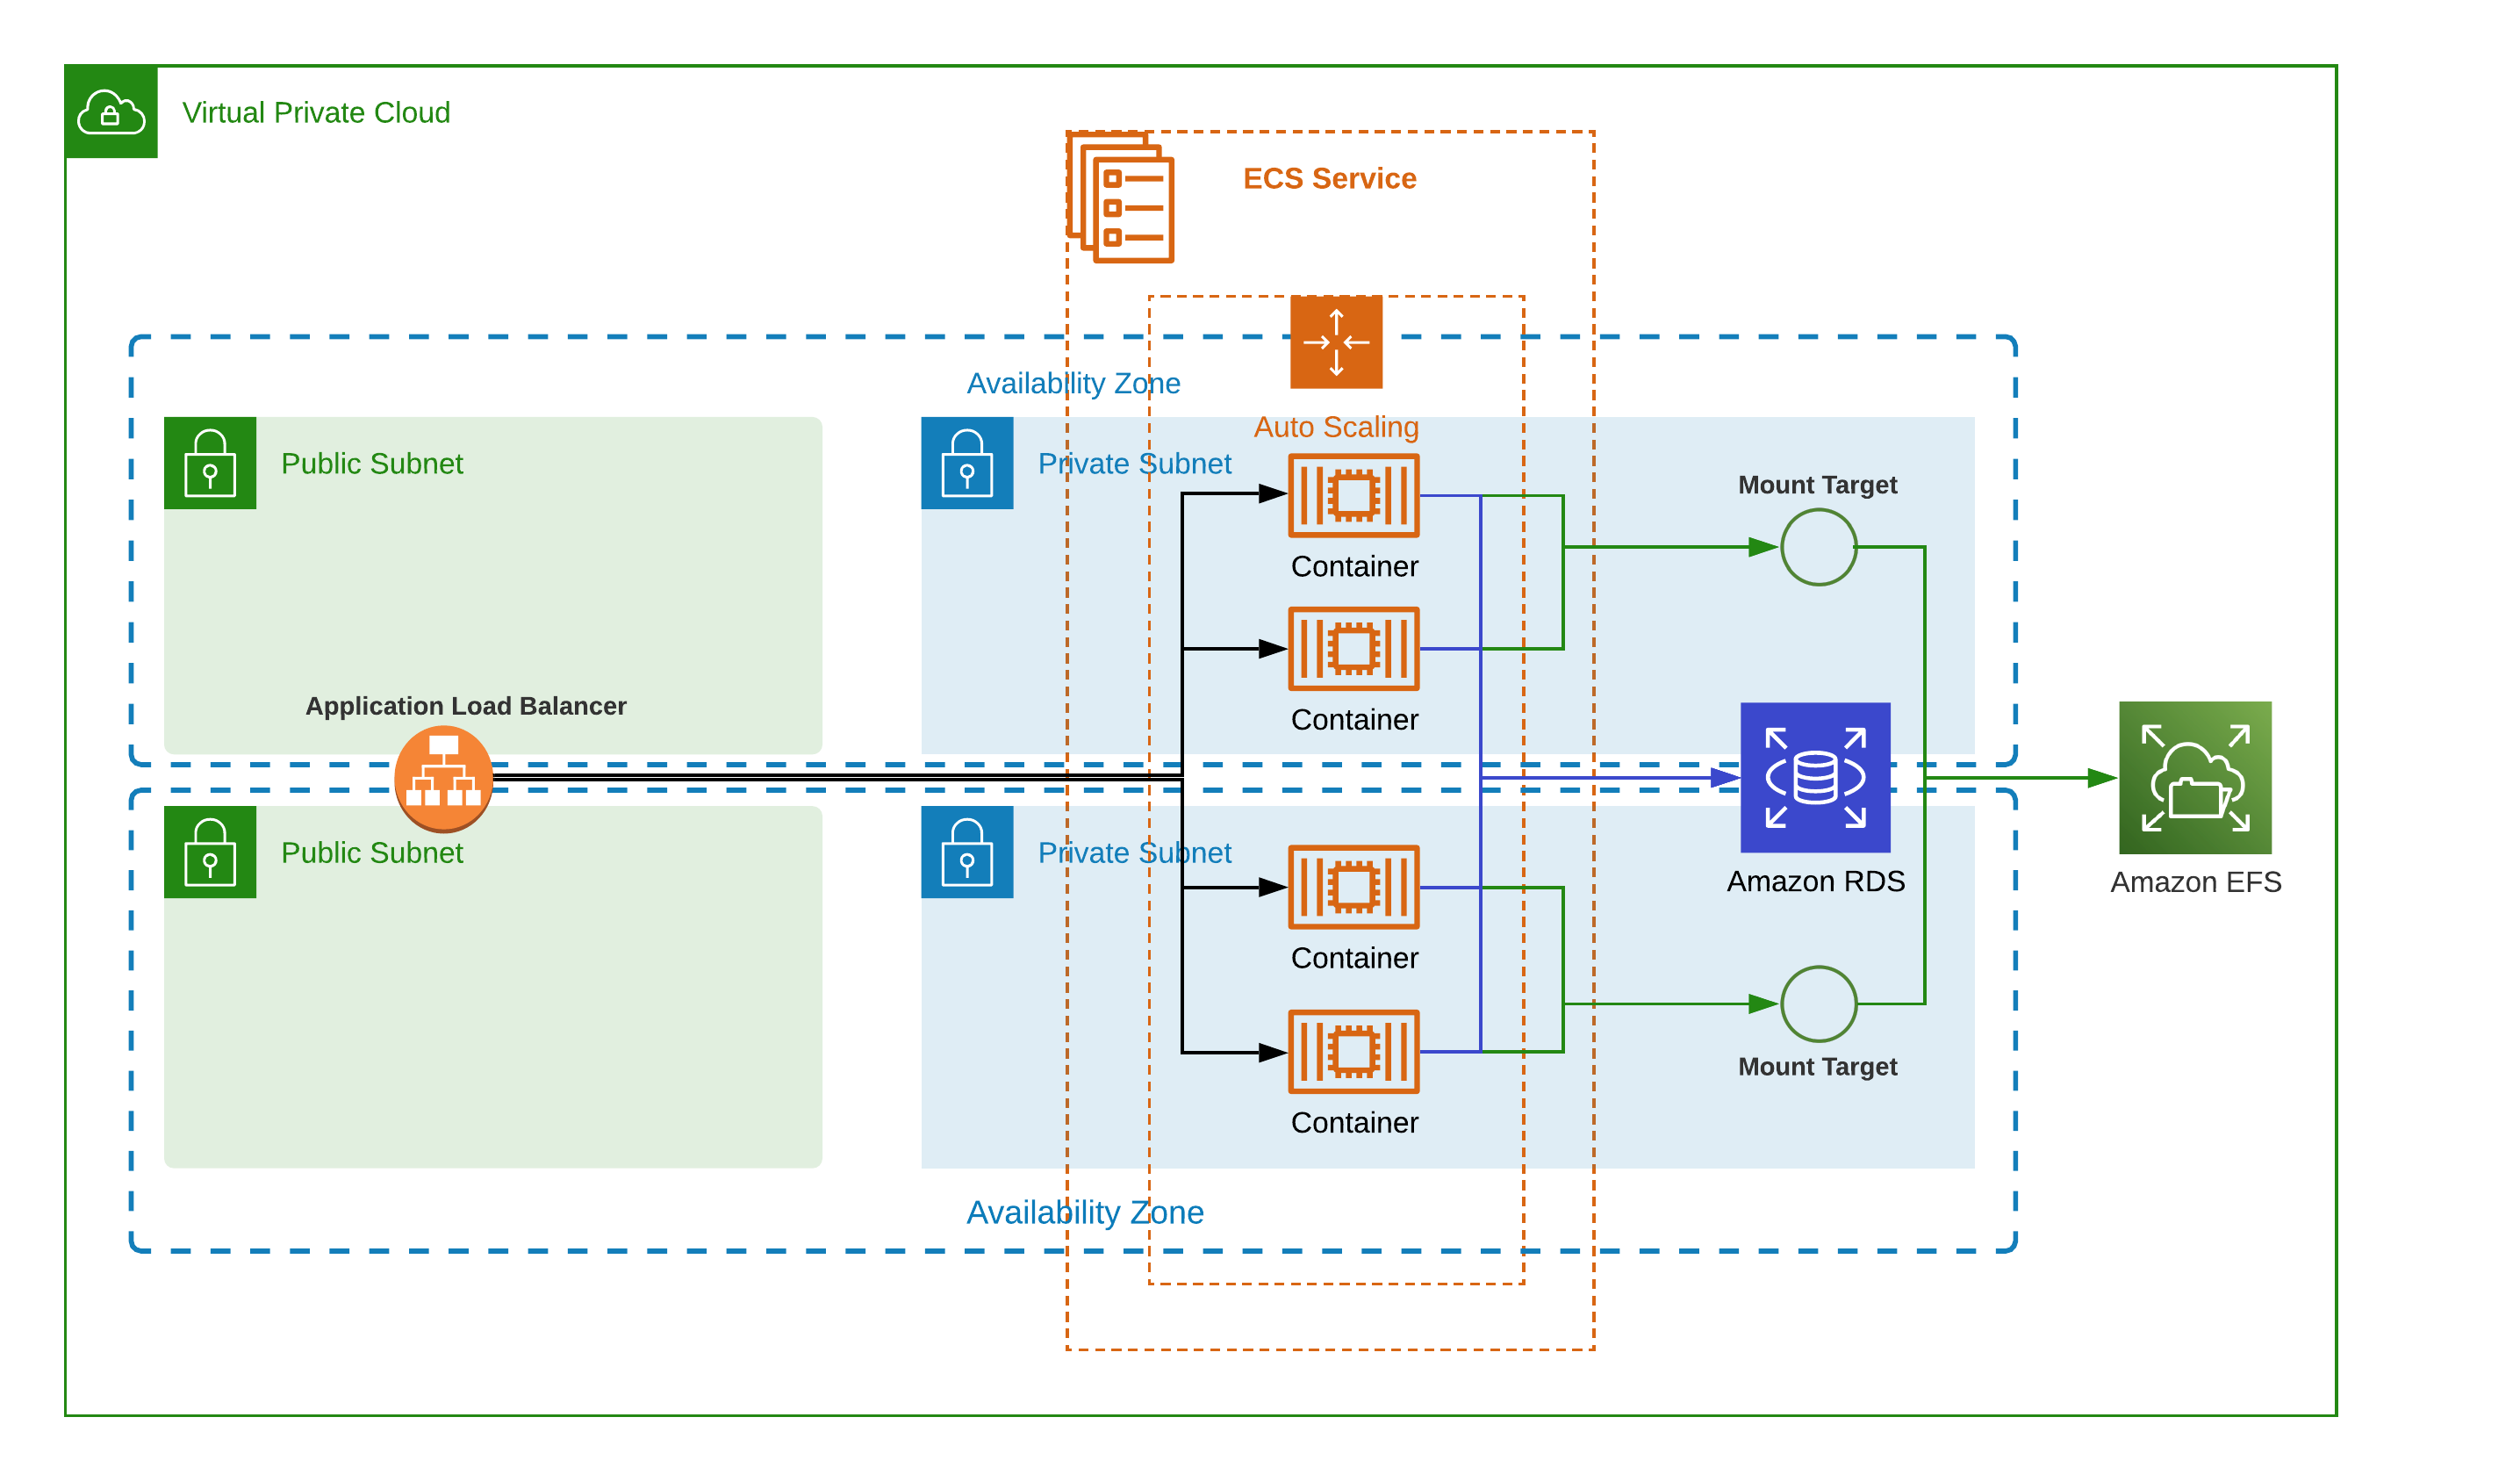 Virtual Private Cloud
ECS Service
Availability Zone
Auto Scaling
Public Subnet
Private Subnet
Mount Target
Container
Container
Application Load Balancer
Public Subnet
Private Subnet
Amazon RDS
Amazon EFS
Container
Mount Target
Container
Availability Zone